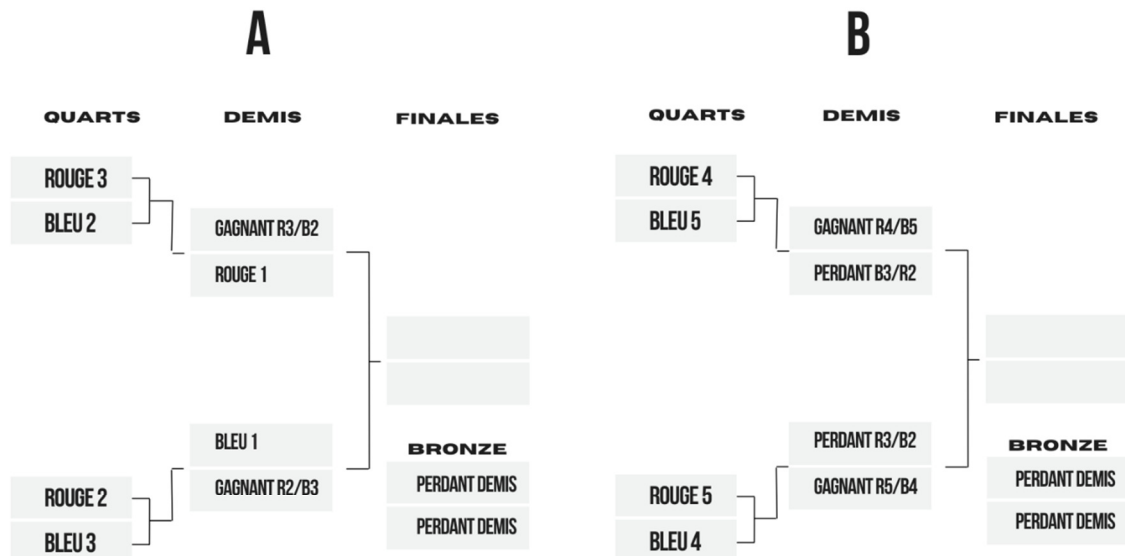 A
QUARTS
DEMIS
FINALES
ROUGE 3
BLEU 2
GAGNANT R3/B2
ROUGE 1
BLEU 1
GAGNANT R2/B3
ROUGE 2
BLEU 3
BRONZE
PERDANT DEMIS
PERDANT DEMIS
B
QUARTS
DEMIS
FINALES
ROUGE 4
BLEU 5
GAGNANT R4/B5
PERDANT B3/R2
PERDANT R3/B2
GAGNANT R5/B4
ROUGE 5
BLEU 4
BRONZE
PERDANT DEMIS
PERDANT DEMIS